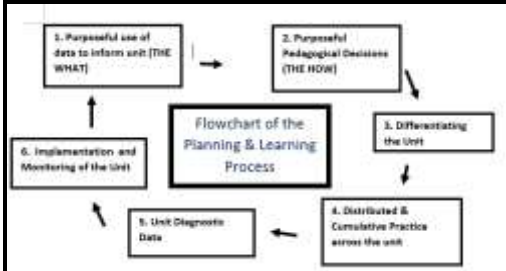 1. Purposeful use of
data to inform unit (THE
WHAT)
2. Purposeful
Pedagogical Decisions
(THE HOW)
3. Differentiating
the Unit
4. Distributed &
Cumulative Practice
across the unit
5. Unit Diagnostic
Data
6. Implementation and
Monitoring of the Unit
Flowchart of the
Planning & Learning
Process